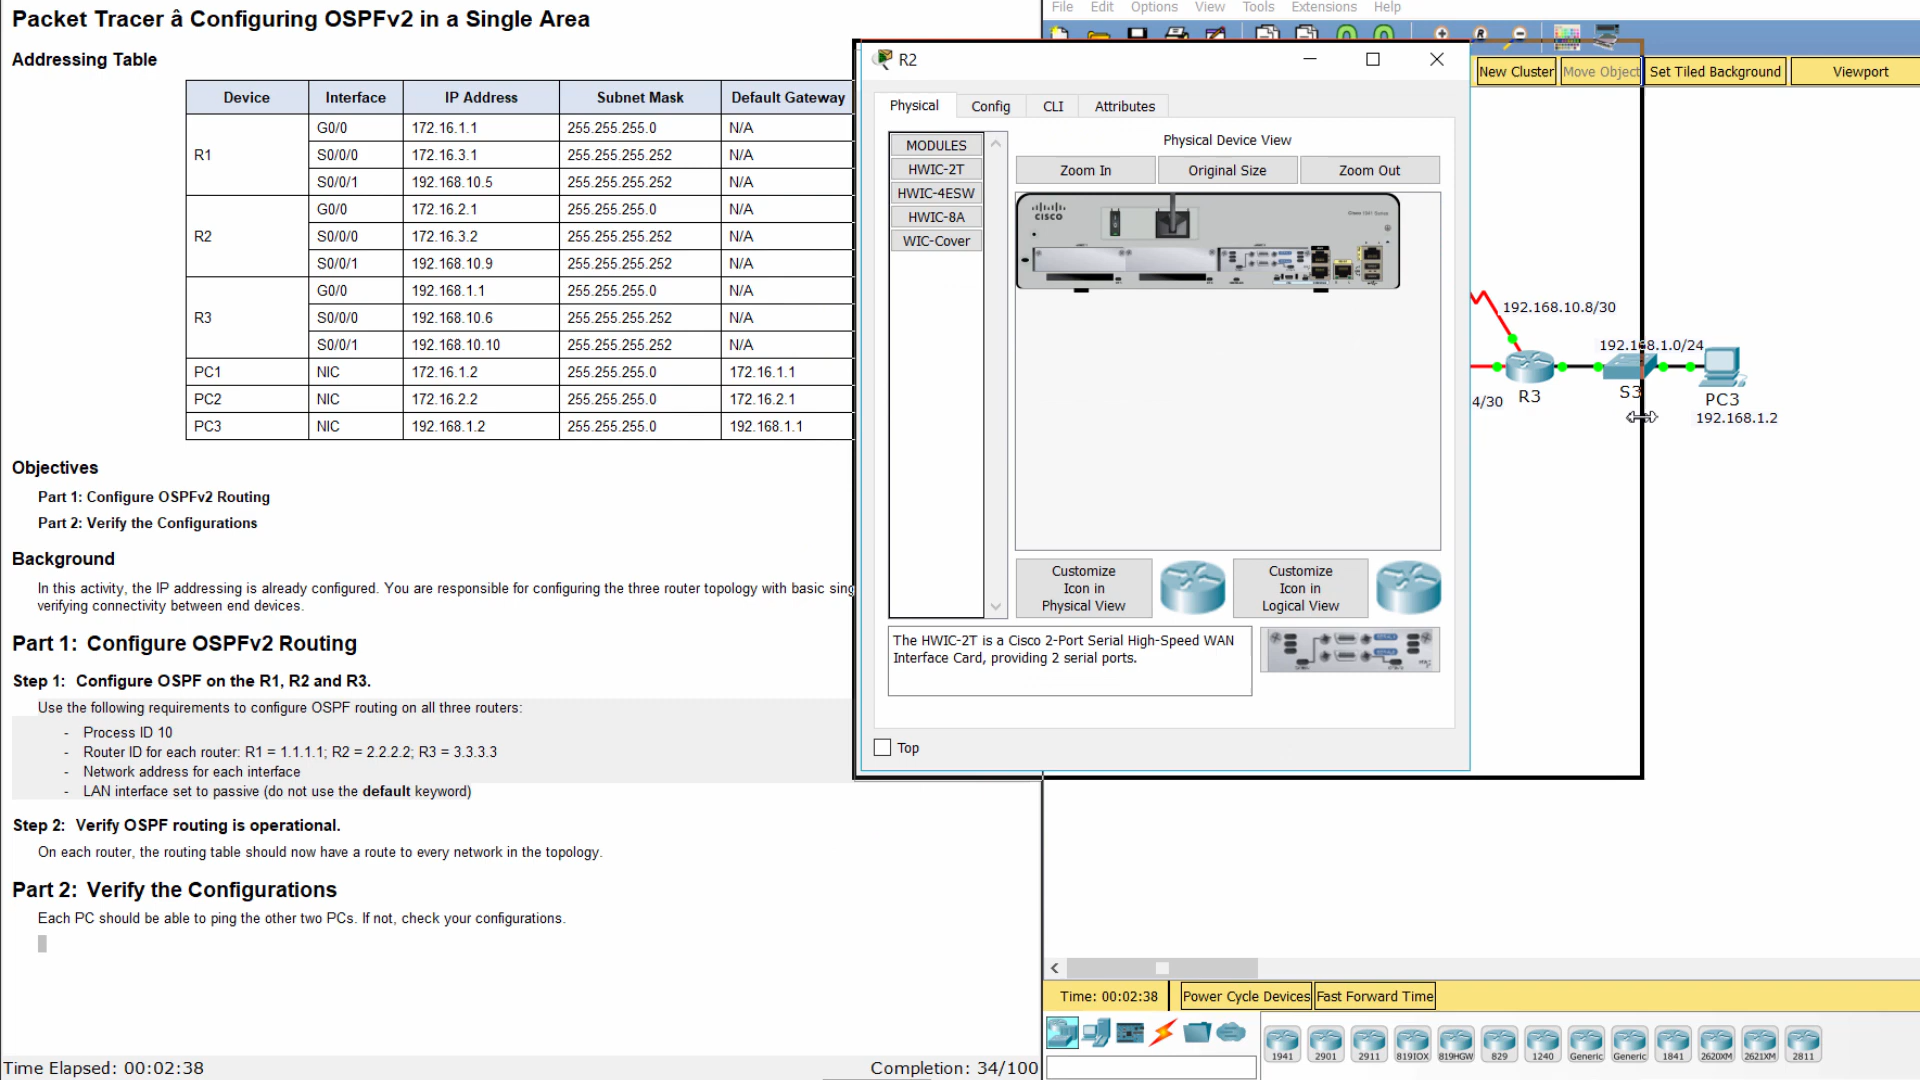 Packet Tracer â Configuring OSPFv2 in a Single Area
Addressing Table
Device Interface IP Address Subnet Mask Default Gateway
R1 G0/0 172.16.1.1 255.255.255.0 N/A
S0/0/0 172.16.3.1 255.255.255.252 N/A
S0/0/1 192.168.10.5 255.255.255.252 N/A
R2 G0/0 172.16.2.1 255.255.255.0 N/A
S0/0/0 172.16.3.2 255.255.255.252 N/A
S0/0/1 192.168.10.9 255.255.255.252 N/A
R3 G0/0 192.168.1.1 255.255.255.0 N/A
S0/0/0 192.168.10.6 255.255.255.252 N/A
S0/0/1 192.168.10.10 255.255.255.252 N/A
PC1 NIC 172.16.1.2 255.255.255.0 172.16.1.1
PC2 NIC 172.16.2.2 255.255.255.0 172.16.2.1
PC3 NIC 192.168.1.2 255.255.255.0 192.168.1.1
Objectives
Part 1: Configure OSPFv2 Routing
Part 2: Verify the Configurations
Background
In this activity, the IP addressing is already configured. You are responsible for configuring the three router topology with basic sing
verifying connectivity between end devices.
Part 1: Configure OSPFv2 Routing
Step 1: Configure OSPF on the R1, R2 and R3.
Use the following requirements to configure OSPF routing on all three routers:
- Process ID 10
- Router ID for each router: R1 = 1.1.1.1; R2 = 2.2.2.2; R3 = 3.3.3.3
- Network address for each interface
- LAN interface set to passive (do not use the default keyword)
Step 2: Verify OSPF routing is operational.
On each router, the routing table should now have a route to every network in the topology.
Part 2: Verify the Configurations
Each PC should be able to ping the other two PCs. If not, check your configurations.
Time Elapsed: 00:02:38 Completion: 34/100
File Edit Options View Tools Extensions Help
New Cluster Move Object Set Tiled Background Viewport
R2
Physical Config CLI Attributes
MODULES
HWIC-2T
HWIC-4ESW
HWIC-8A
WIC-Cover
Physical Device View
Zoom In Original Size Zoom Out
CISCO
Customize
Icon in
Physical View
Customize
Icon in
Logical View
The HWIC-2T is a Cisco 2-Port Serial High-Speed WAN
Interface Card, providing 2 serial ports.
Top
192.168.10.8/30
192.168.1.0/24
4/30 R3
S3
PC3
192.168.1.2
Time: 00:02:38 Power Cycle Devices Fast Forward Time
1941 2901 2911 819IOX 819HGW 829 1240 Generic Generic 1841 2620XM 2621XM 2811